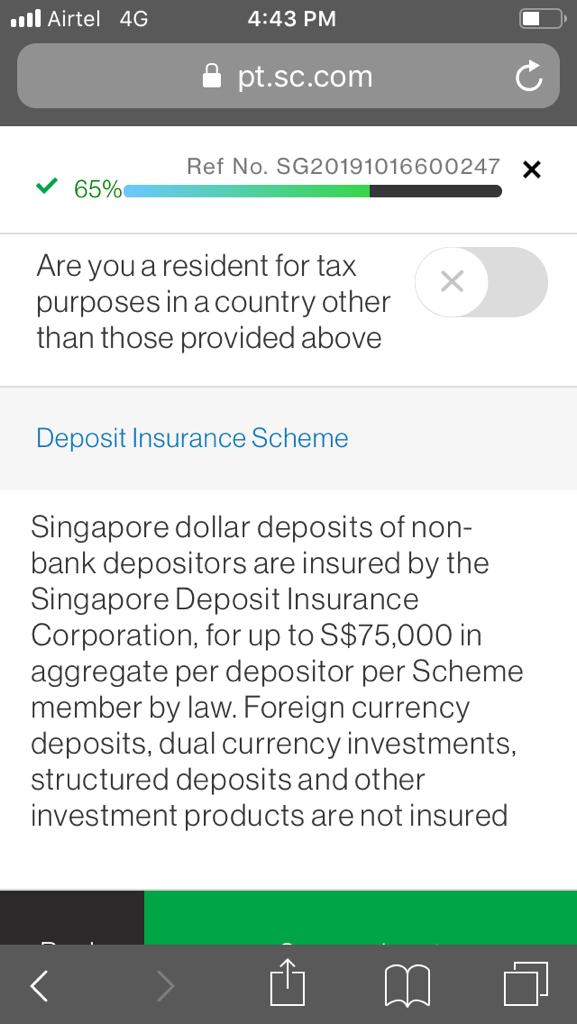 Airtel 4G 4:43 PM
pt.sc.com
Ref No. SG20191016600247
65%
Are you a resident for tax
purposes in a country other
than those provided above
Deposit Insurance Scheme
Singapore dollar deposits of non-
bank depositors are insured by the
Singapore Deposit Insurance
Corporation, for up to S$75,000 in
aggregate per depositor per Scheme
member by law. Foreign currency
deposits, dual currency investments,
structured deposits and other
investment products are not insured